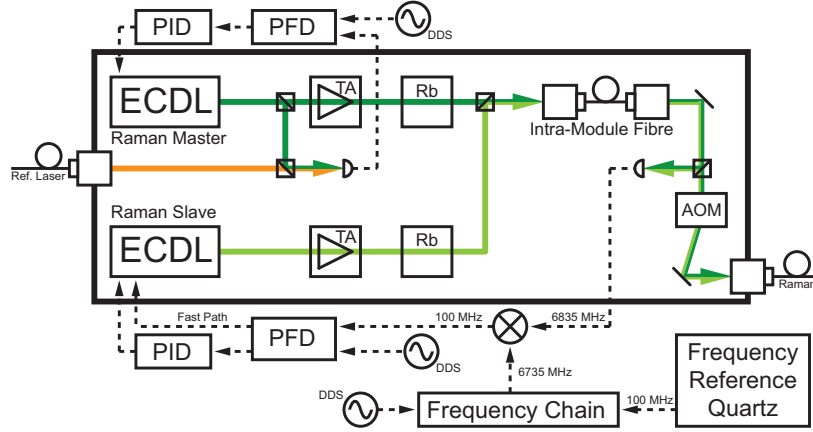 PID
PFD
DDS
ECDL
TA
Rb
Raman Master
Intra-Module Fibre
Ref. Laser
Raman Slave
AOM
ECDL
TA
Rb
Raman
Fast Path
100 MHz
6835 MHz
PID
PFD
DDS
6735 MHz
Frequency
Reference
Quartz
DDS
Frequency Chain
100 MHz